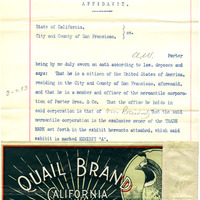 AFFIDAVIT.
State of California,
City and County of San Francisco, } ss.
Porter
being by me duly sworn on oath according to law, deposes and
says: That he is a citizen of the United States of America,
residing in the City and County of San Francisco, aforesaid,
and is a member and officer of the mercantile corporation
of Porter Bros. & Co. That the office he holds in
said corporation is that of Vice President that the said
mercantile corporation is the exclusive owner of the TRADE
MARK set forth in the exhibit hereunto attached, which said
exhibit is marked EXHIBIT "A".
QUAIL BRAND
CALIFORNIA